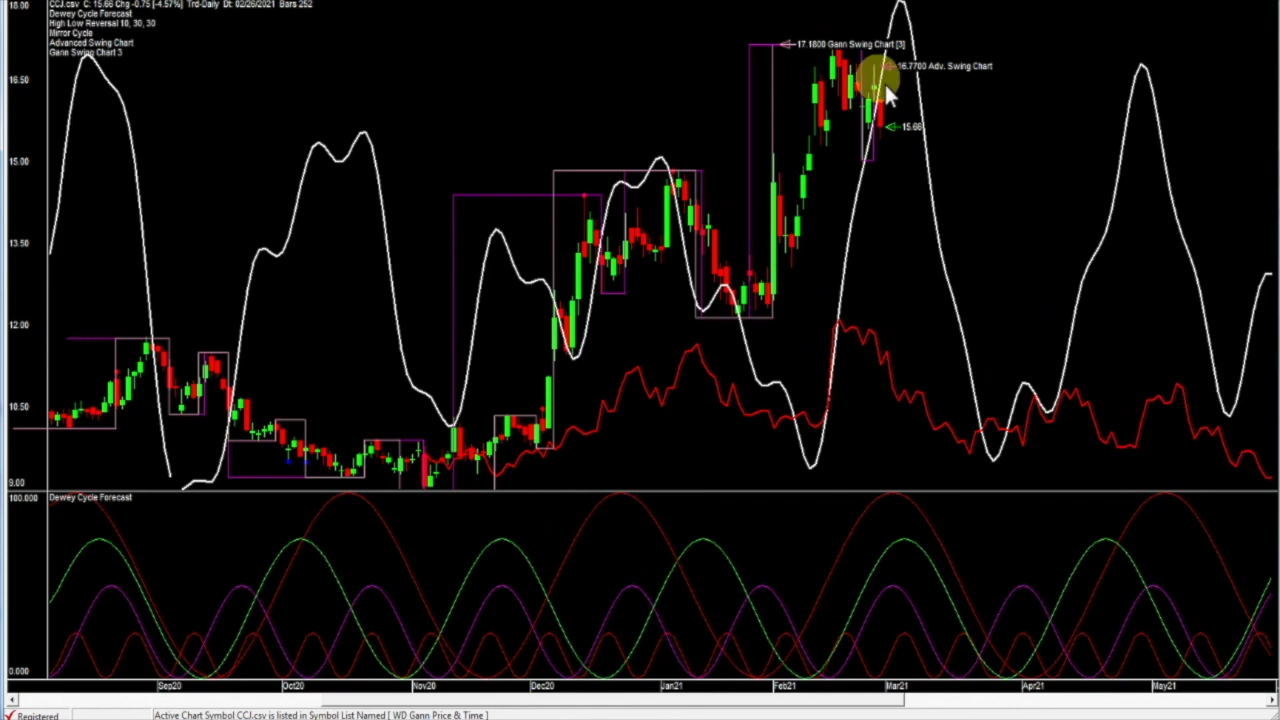 18.00
CCJ.csv C: 15.66 Chg -0.75 [-4.57%] Trd-Daily Dt: 02/26/2021 Bars 252
Dewey Cycle Forecast
High Low Reversal 10, 30, 30
Mirror Cycle
Advanced Swing Chart
Gann Swing Chart 3
17.1800 Gann Swing Chart [3]
16.7700 Adv. Swing Chart
16.50
15.66
15.00
13.50
12.00
10.50
9.00
100.000
Dewey Cycle Forecast
0.000
Sep20 Oct20 Nov20 Dec20 Jan21 Feb21 Mar21 Apr21 May21
Registered
Active Chart Symbol CCJ.csv is listed in Symbol List Named [ WD Gann Price & Time ]